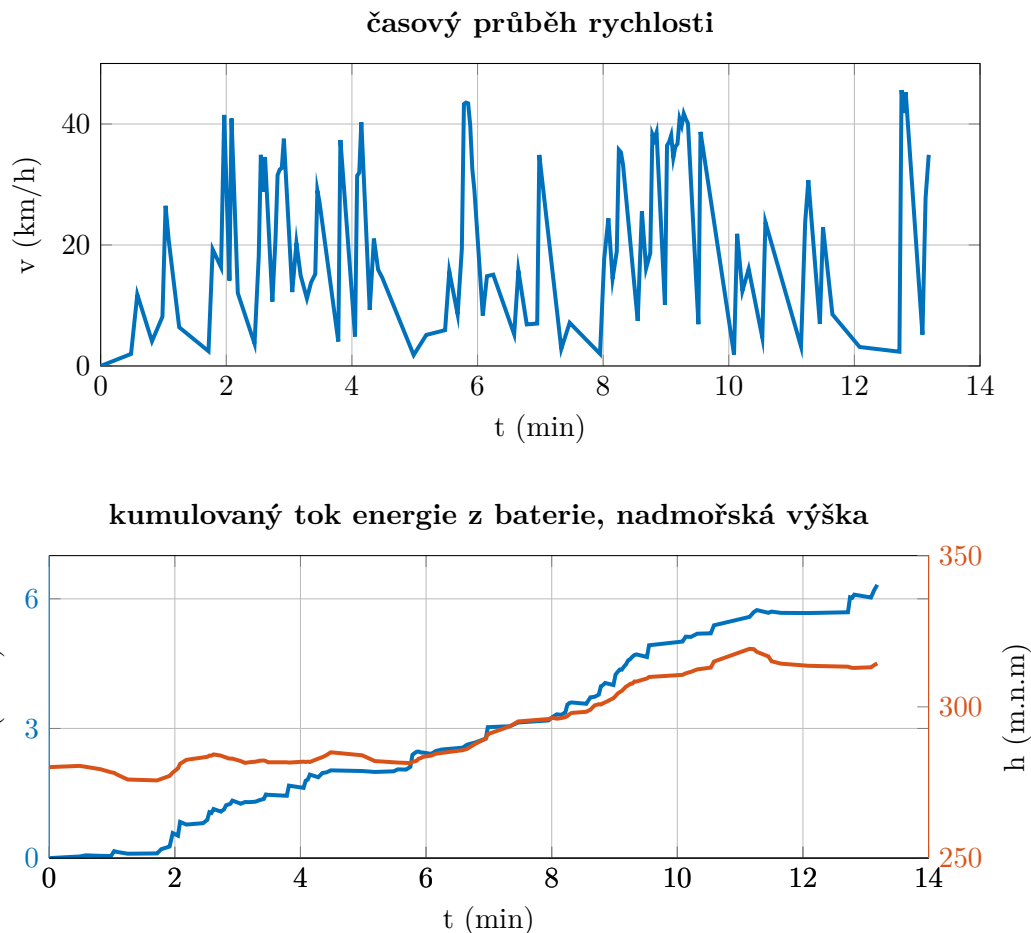 časový průběh rychlosti
v (km/h)
40
20
0
0 2 4 6 8 10 12 14
t (min)
kumulovaný tok energie z baterie, nadmořská výška
6
3
0
350
300
250
h (m.n.m)
0 2 4 6 8 10 12 14
t (min)